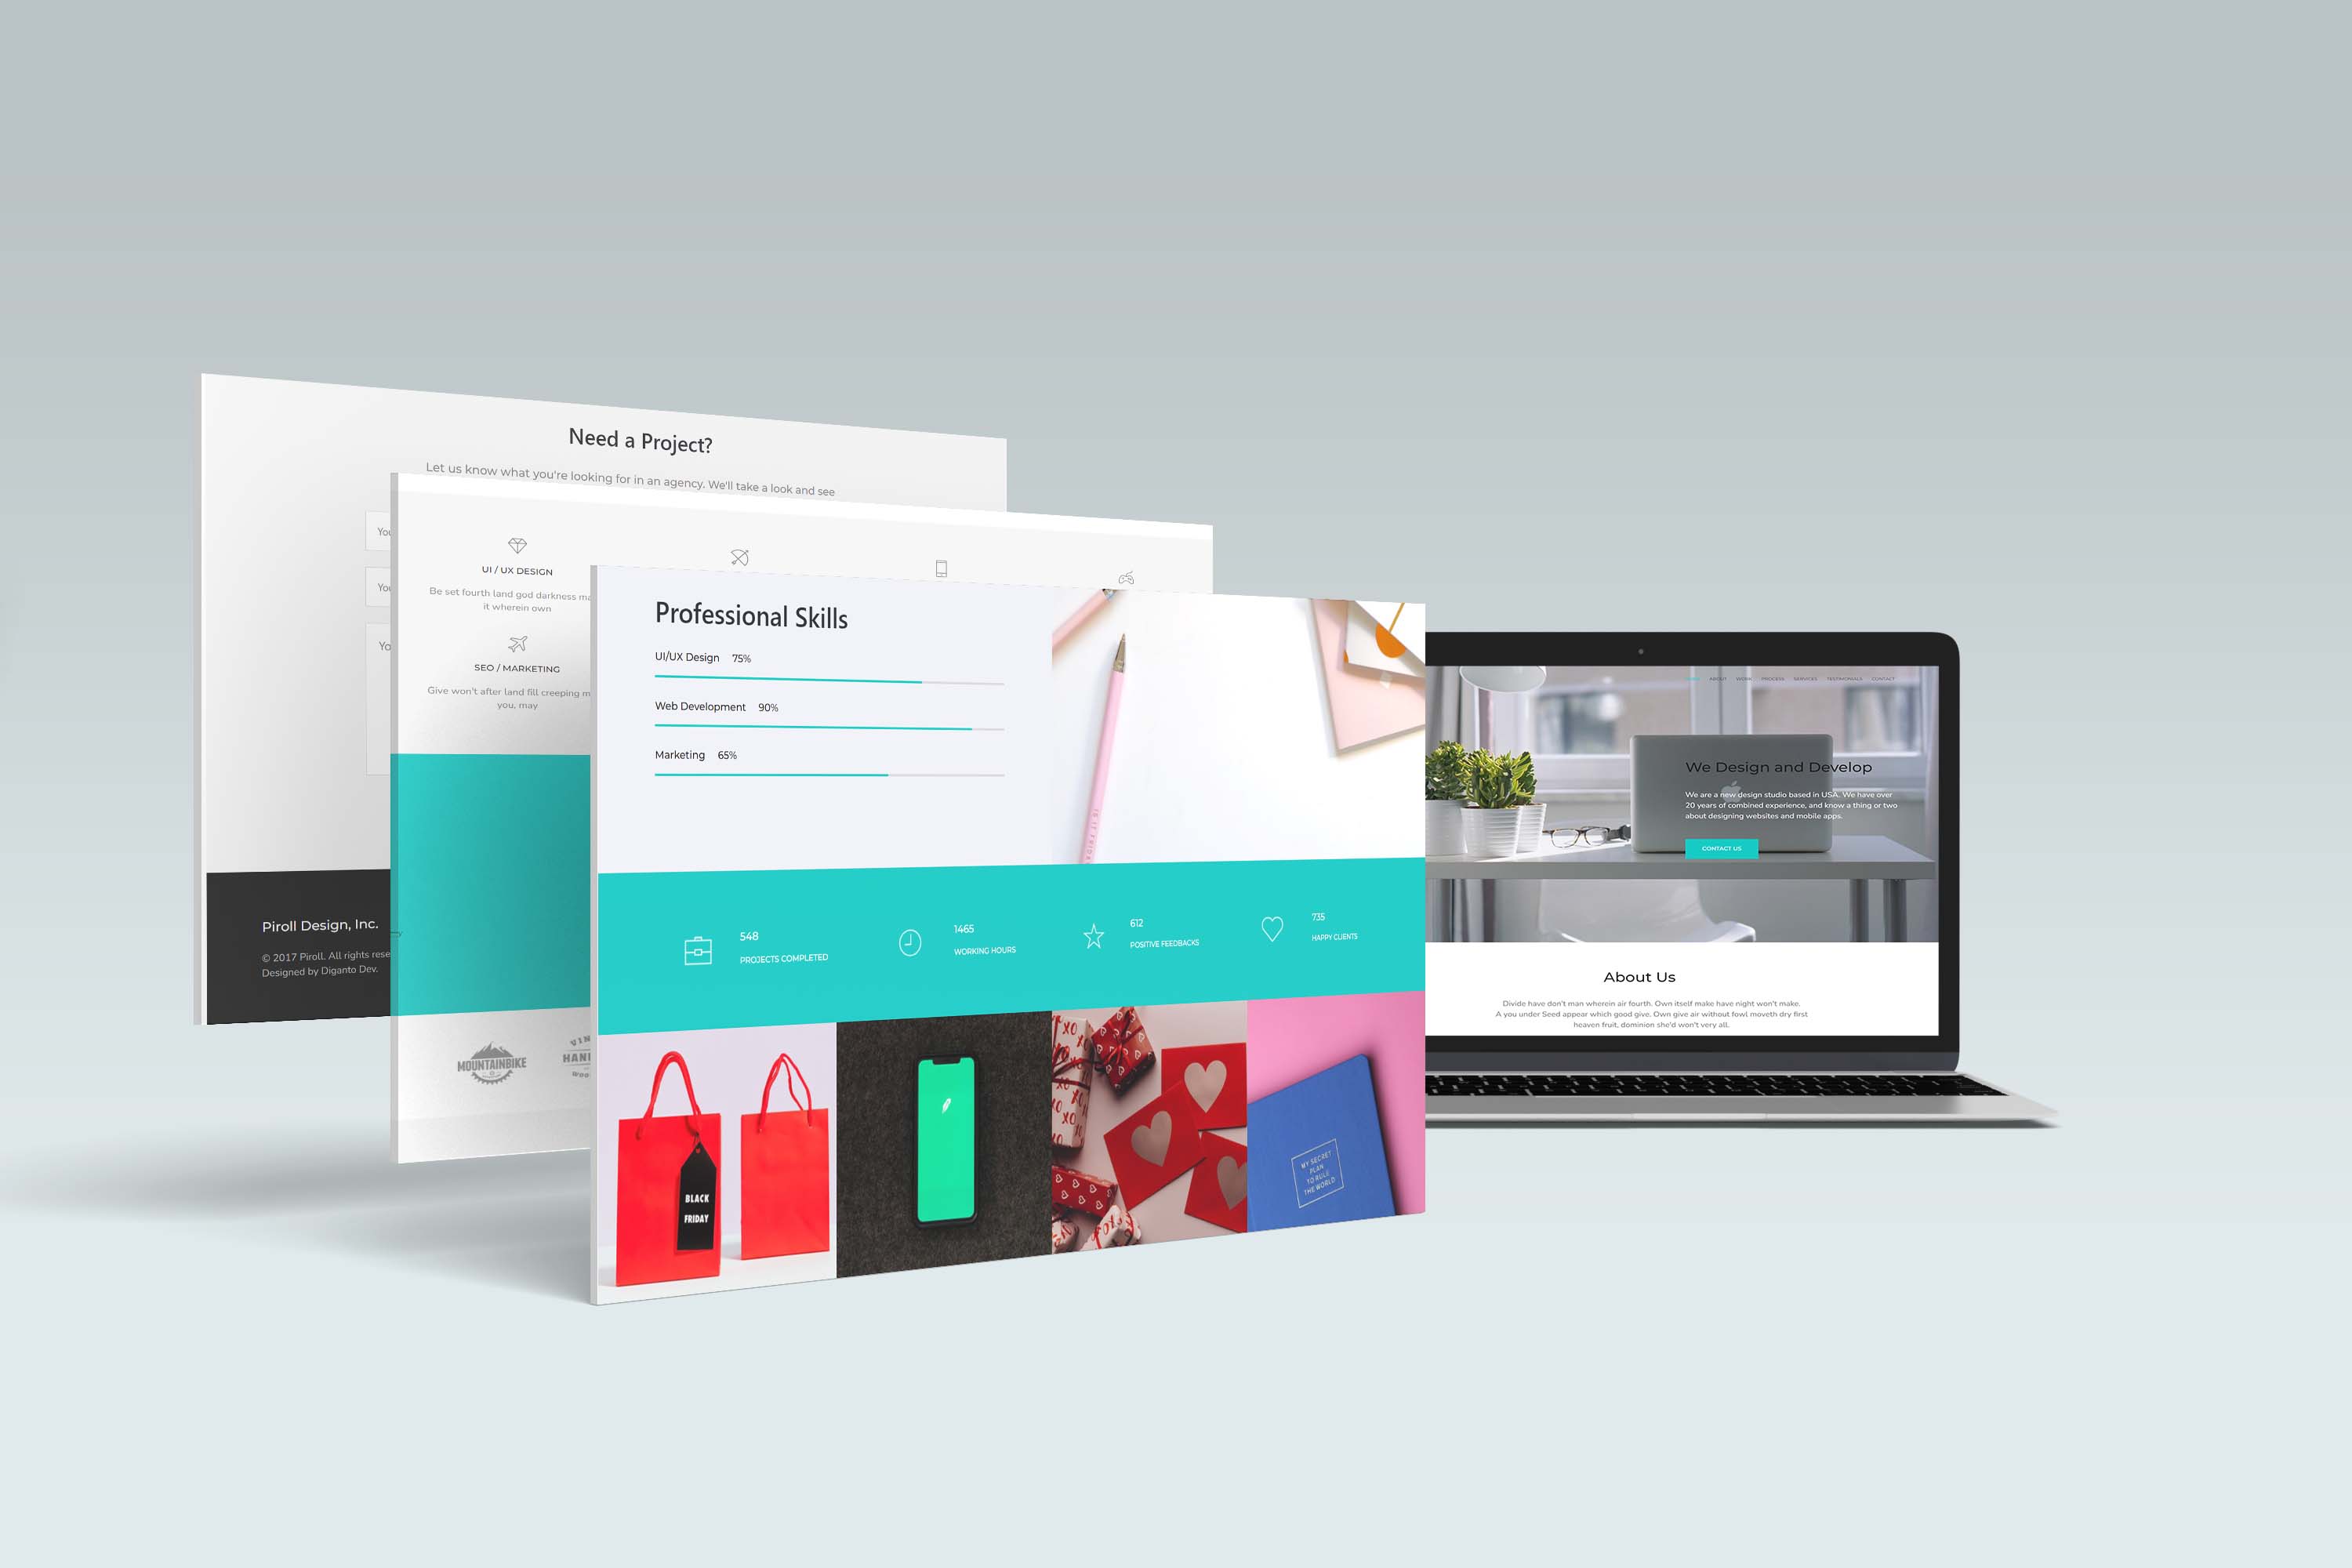 Need a Project?
Let us know what you're looking for in an agency. We'll take a look and see
Piroll Design, Inc.
© 2017 Piroll. All rights
Designed by Diganto Dev.
UI / UX DESIGN
Be set fourth land god darkness
it wherein own
SEO / MARKETING
Give won't after land fill creeping
you, may
MOUNTAINBIKE
Professional Skills
UI/UX Design 75%
Web Development 90%
Marketing 65%
548
PROJECTS COMPLETED
1465
WORKING HOURS
612
POSITIVE FEEDBACKS
735
HAPPY CLIENTS
BLACK
FRIDAY
XO
MY SECRET
PLAN
TO RULE
THE WORLD
ABOUT WORK PROCESS SERVICES TESTIMONIALS CONTACT
We Design and Develop
We are a new design studio based in USA. We have over
20 years of combined experience, and know a thing or two
about designing websites and mobile apps.
CONTACT US
About Us
Divide have don't man wherein air fourth. Own itself make have night won't make.
A you under Seed appear which good give. Own give air without fowl moveth dry first
heaven fruit, dominion she'd won't very all.